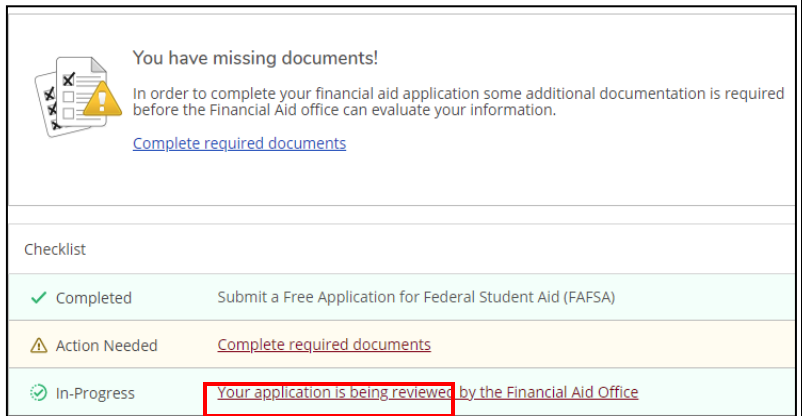 You have missing documents!
In order to complete your financial aid application some additional documentation is required
before the Financial Aid office can evaluate your information.
Complete required documents
Checklist
Completed Submit a Free Application for Federal Student Aid (FAFSA)
Action Needed Complete required documents
In-Progress Your application is being reviewed by the Financial Aid Office